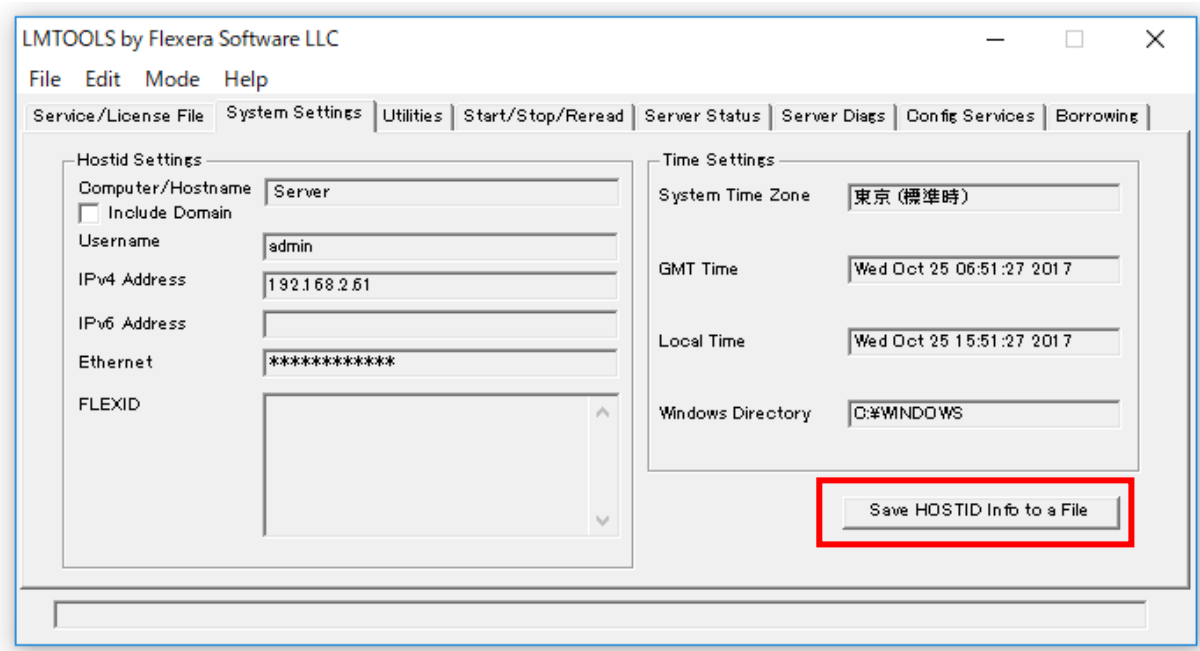 LMTOOLS by Flexera Software LLC
File Edit Mode Help
Service/License File System Settings Utilities Start/Stop/Reread Server Status Server Diags Config Services Borrowing
Hostid Settings
Computer/Hostname Server
Include Domain
Username admin
IPv4 Address 192.168.2.61
IPv6 Address
Ethernet ************
FLEXID
Time Settings
System Time Zone 東京 (標準時)
GMT Time Wed Oct 25 06:51:27 2017
Local Time Wed Oct 25 15:51:27 2017
Windows Directory C:¥WINDOWS
Save HOSTID Info to a File